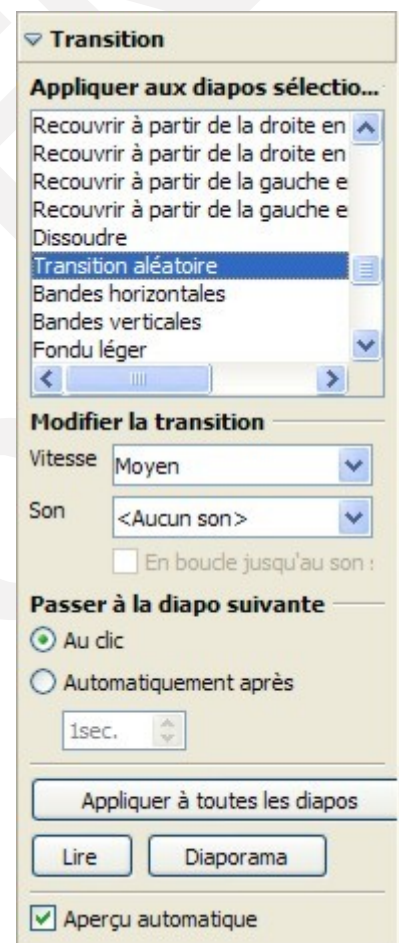 Transition
Appliquer aux diapos sélectio...
Recouvrir à partir de la droite en
Recouvrir à partir de la droite en
Recouvrir à partir de la gauche e
Recouvrir à partir de la gauche e
Dissoudre
Transition aléatoire
Bandes horizontales
Bandes verticales
Fondu léger
Modifier la transition
Vitesse Moyen
Son <Aucun son>
En boucle jusqu'au son s
Passer à la diapo suivante
Au clic
Automatiquement après
1sec.
Appliquer à toutes les diapos
Lire Diaporama
Aperçu automatique